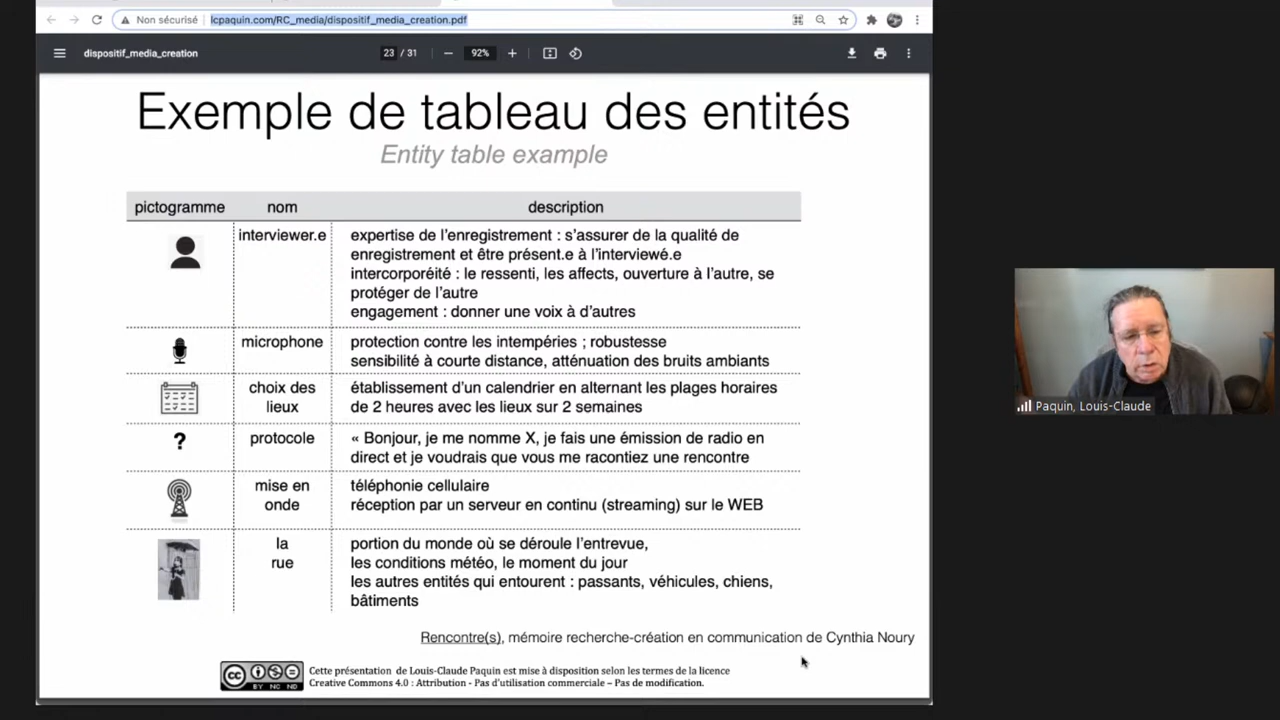 Non sécurisé
lcpaquin.com/RC_media/dispositif_media_creation.pdf
dispositif_media_creation
23 / 31
92%
Exemple de tableau des entités
Entity table example
pictogramme nom description
interviewer.e
expertise de l'enregistrement : s'assurer de la qualité de
enregistrement et être présent.e à l'interviewé.e
intercorporéité : le ressenti, les affects, ouverture à l'autre, se
protéger de l'autre
engagement : donner une voix à d'autres
microphone
protection contre les intempéries ; robustesse
sensibilité à courte distance, atténuation des bruits ambiants
choix des
lieux
établissement d'un calendrier en alternant les plages horaires
de 2 heures avec les lieux sur 2 semaines
?
protocole
« Bonjour, je me nomme X, je fais une émission de radio en
direct et je voudrais que vous me racontiez une rencontre
mise en
onde
téléphonie cellulaire
réception par un serveur en continu (streaming) sur le WEB
la
rue
portion du monde où se déroule l'entrevue,
les conditions météo, le moment du jour
les autres entités qui entourent : passants, véhicules, chiens,
bâtiments
Rencontre(s), mémoire recherche-création en communication de Cynthia Noury
cc
BY NC ND
Cette présentation de Louis-Claude Paquin est mise à disposition selon les termes de la licence
Creative Commons 4.0 : Attribution - Pas d'utilisation commerciale – Pas de modification.
Paquin, Louis-Claude